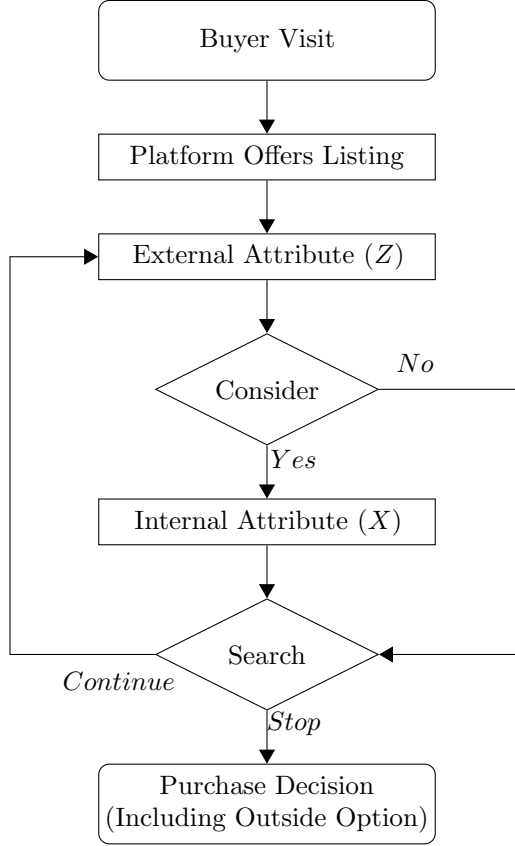 Buyer Visit
Platform Offers Listing
External Attribute (Z)
Consider
No
Yes
Internal Attribute (X)
Search
Continue
Stop
Purchase Decision
(Including Outside Option)